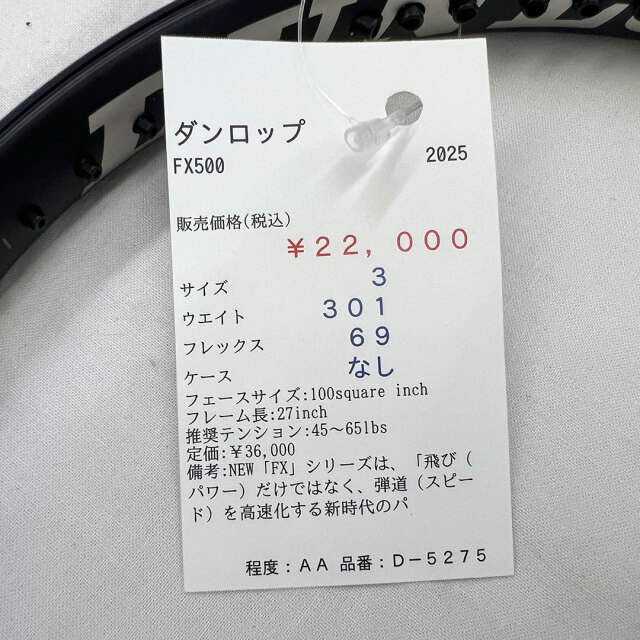 ダンロップ
FX500 2025
販売価格(税込)
￥２２，０００
サイズ 3
ウエイト 301
フレックス 69
ケース なし
フェースサイズ:100square inch
フレーム長:27inch
推奨テンション:45～65lbs
定価:￥36,000
備考:NEW「FX」シリーズは、「飛び（
パワー）だけではなく、弾道（スピー
ド）を高速化する新時代のパ
程度：ＡＡ 品番：Ｄ－５２７５